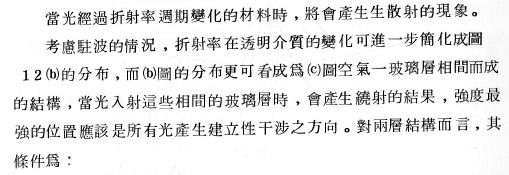 當光經過折射率週期變化的材料時，將會產生生散射的現象。
考慮駐波的情況，折射率在透明介質的變化可進一步簡化成圖
12(b)的分布，而(b)圖的分布更可看成爲(c)圖空氣一玻璃層相間而成
的結構，當光入射這些相間的玻璃層時，會產生繞射的結果，強度最
強的位置應該是所有光產生建立性干涉之方向。對兩層結構而言，其
條件爲：